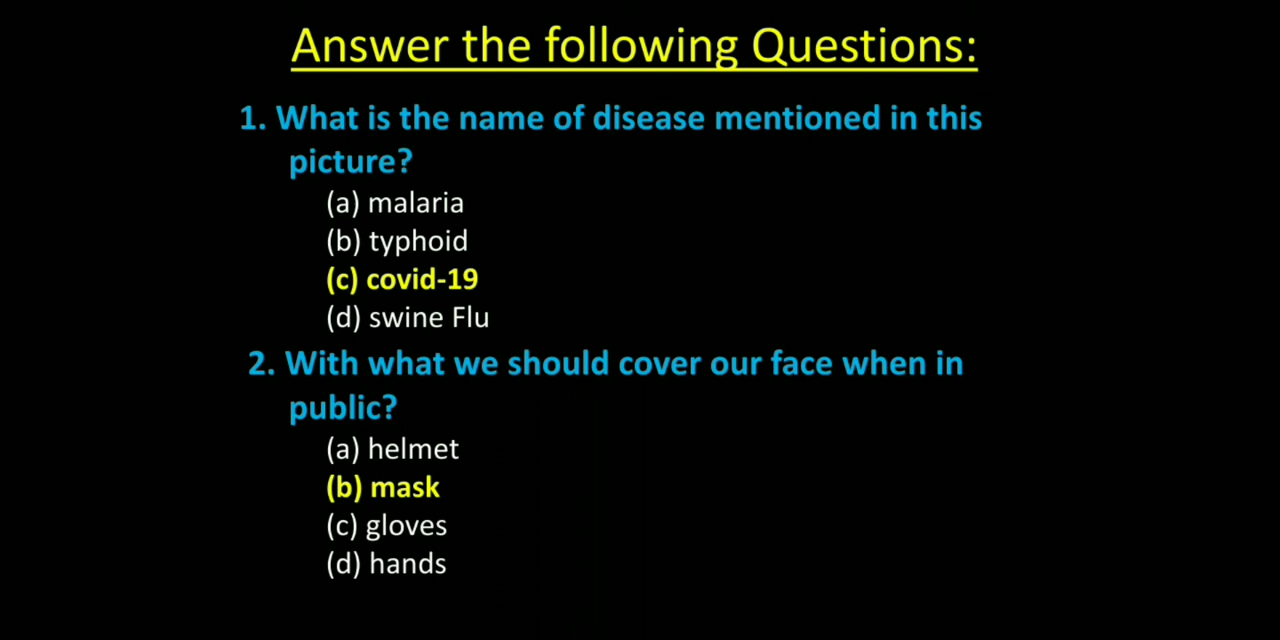 Answer the following Questions:
1. What is the name of disease mentioned in this
picture?
(a) malaria
(b) typhoid
(c) covid-19
(d) swine Flu
2. With what we should cover our face when in
public?
(a) helmet
(b) mask
(c) gloves
(d) hands